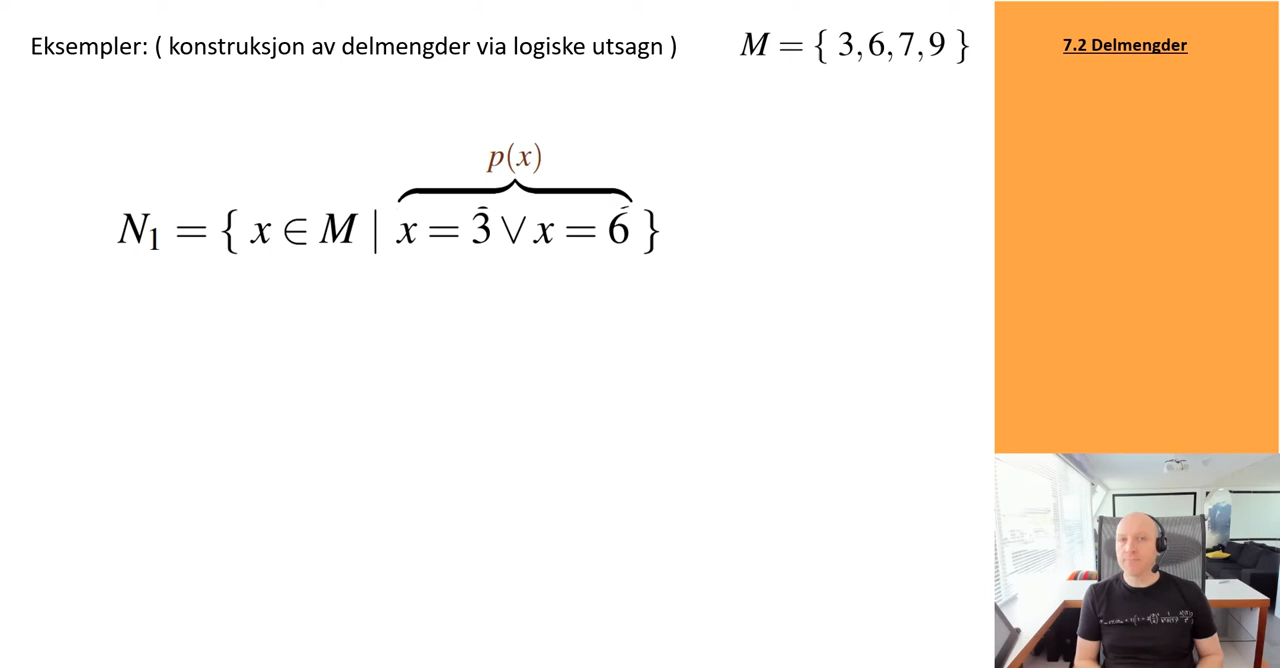 Eksempler: ( konstruksjon av delmengder via logiske utsagn )
M = { 3, 6, 7, 9 }
7.2 Delmengder
p(x)
N₁ = { x ∈ M | x = 3 ∨ x = 6 }